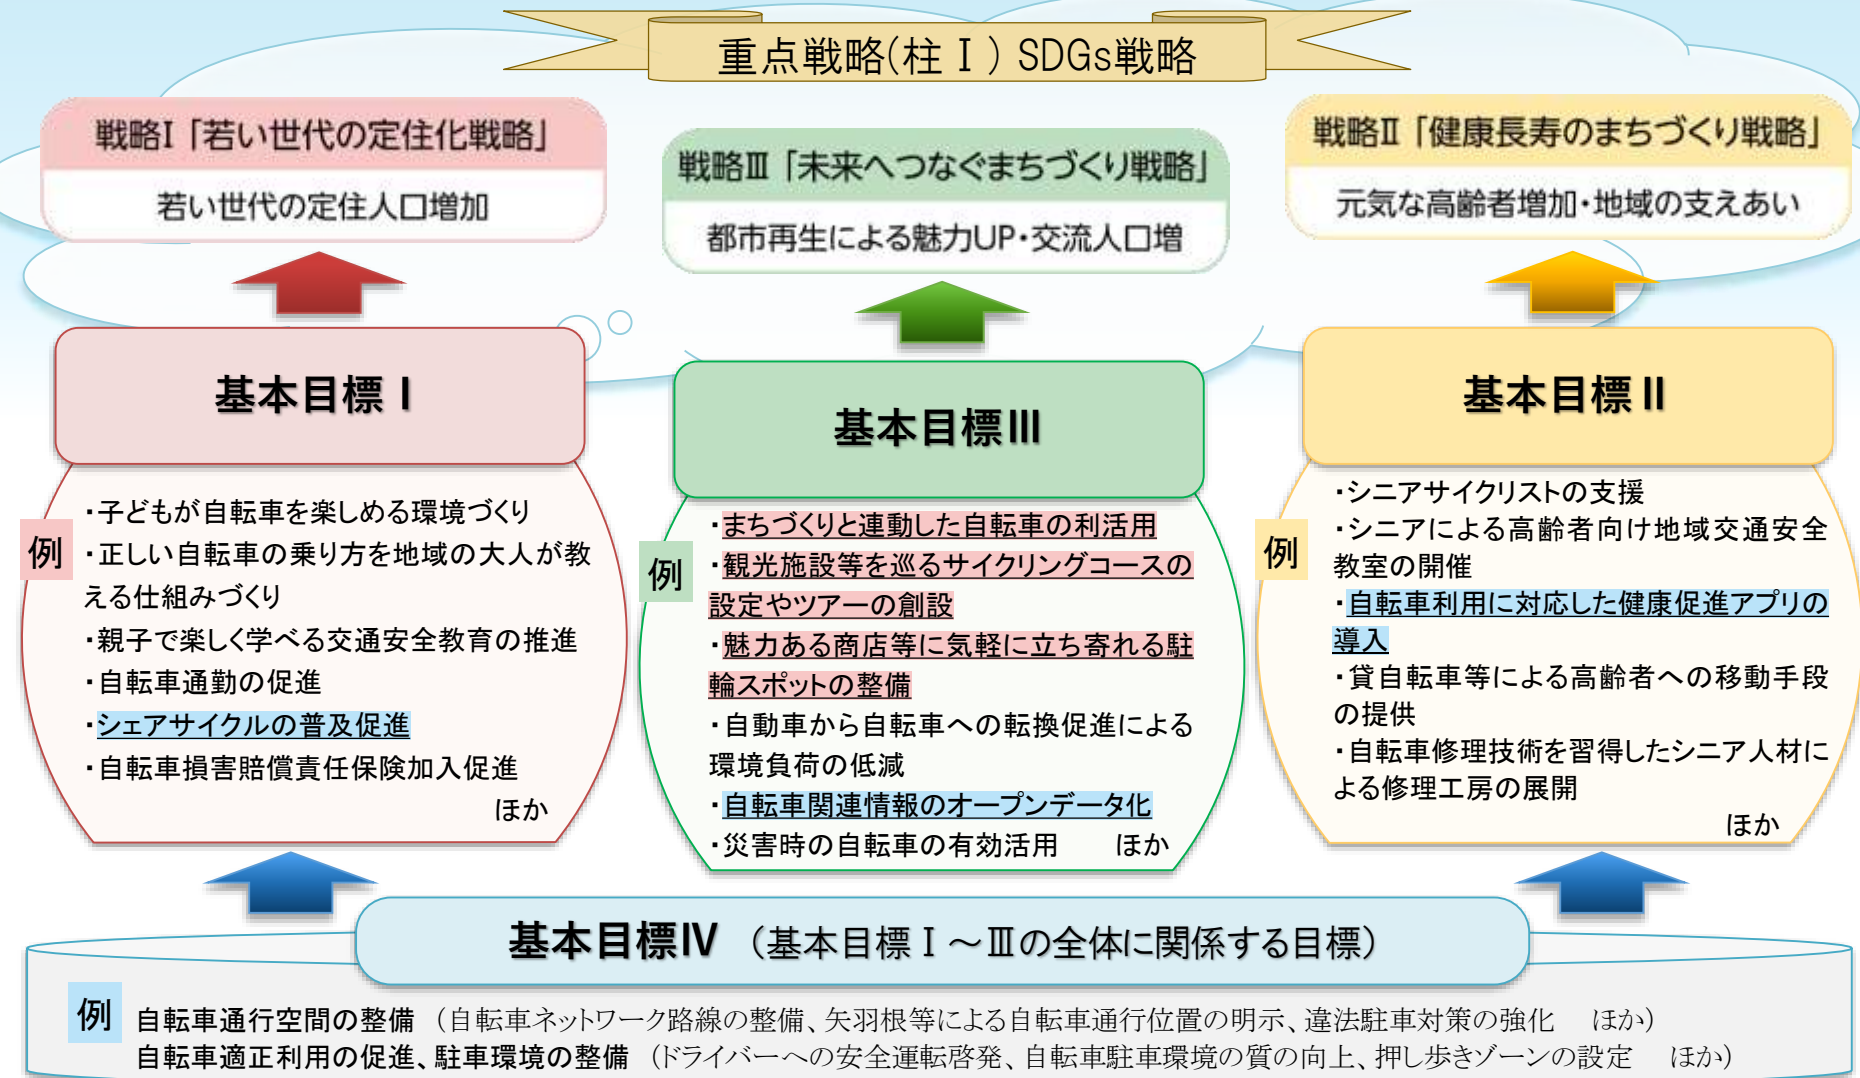 重点戦略(柱Ⅰ) SDGs戦略
戦略Ⅰ「若い世代の定住化戦略」
若い世代の定住人口増加
戦略Ⅲ「未来へつなぐまちづくり戦略」
都市再生による魅力UP・交流人口増
戦略Ⅱ「健康長寿のまちづくり戦略」
元気な高齢者増加・地域の支えあい
基本目標Ⅰ
例
・子どもが自転車を楽しめる環境づくり
・正しい自転車の乗り方を地域の大人が教
える仕組みづくり
・親子で楽しく学べる交通安全教育の推進
・自転車通勤の促進
・シェアサイクルの普及促進
・自転車損害賠償責任保険加入促進
ほか
基本目標Ⅲ
例
・まちづくりと連動した自転車の利活用
・観光施設等を巡るサイクリングコースの
設定やツアーの創設
・魅力ある商店等に気軽に立ち寄れる駐
輪スポットの整備
・自動車から自転車への転換促進による
環境負荷の低減
・自転車関連情報のオープンデータ化
・災害時の自転車の有効活用 ほか
基本目標Ⅱ
例
・シニアサイクリストの支援
・シニアによる高齢者向け地域交通安全
教室の開催
・自転車利用に対応した健康促進アプリの
導入
・貸自転車等による高齢者への移動手段
の提供
・自転車修理技術を習得したシニア人材に
よる修理工房の展開
ほか
基本目標Ⅳ （基本目標Ⅰ～Ⅲの全体に関係する目標）
例
自転車通行空間の整備 （自転車ネットワーク路線の整備、矢羽根等による自転車通行位置の明示、違法駐車対策の強化 ほか）
自転車適正利用の促進、駐車環境の整備 （ドライバーへの安全運転啓発、自転車駐車環境の質の向上、押し歩きゾーンの設定 ほか）